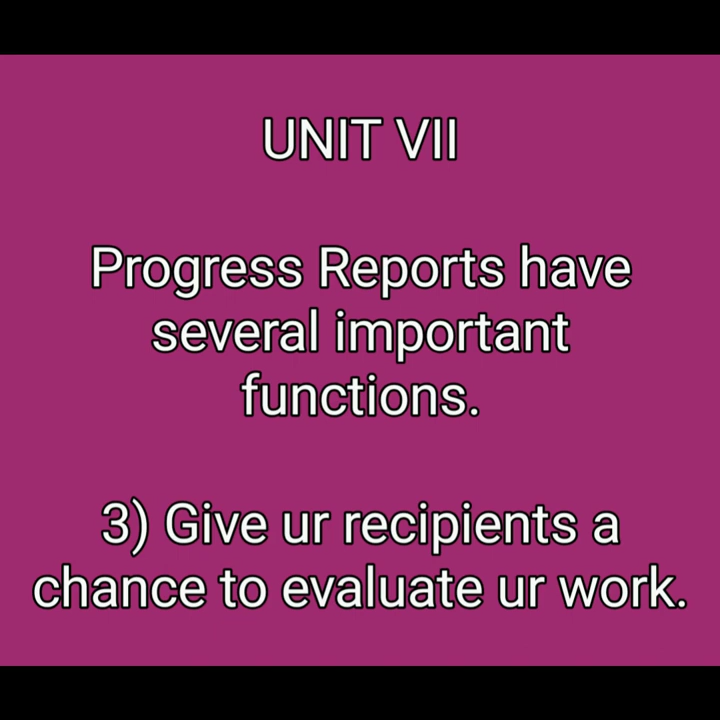 UNIT VII
Progress Reports have
several important
functions.
3) Give ur recipients a
chance to evaluate ur work.